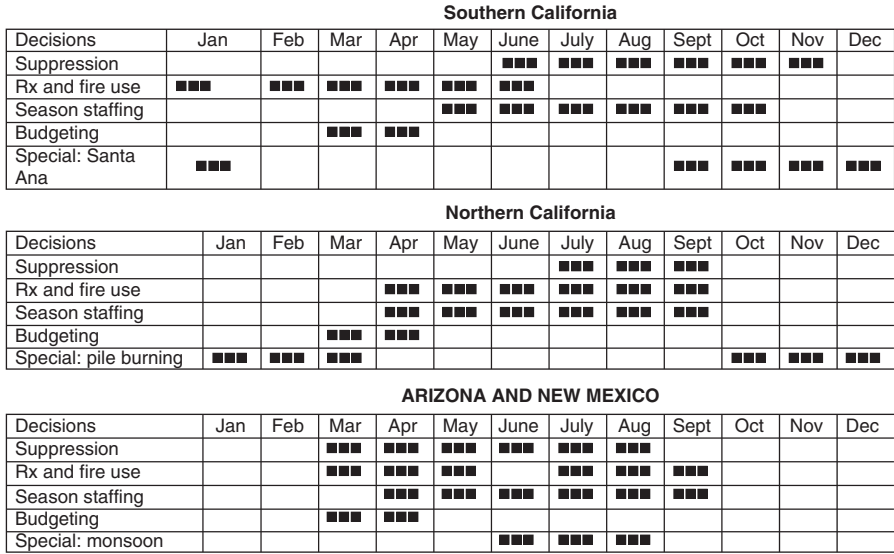 Southern California
Decisions Jan Feb Mar Apr May June July Aug Sept Oct Nov Dec
Suppression
Rx and fire use
Season staffing
Budgeting
Special: Santa
Ana
Northern California
Decisions Jan Feb Mar Apr May June July Aug Sept Oct Nov Dec
Suppression
Rx and fire use
Season staffing
Budgeting
Special: pile burning
ARIZONA AND NEW MEXICO
Decisions Jan Feb Mar Apr May June July Aug Sept Oct Nov Dec
Suppression
Rx and fire use
Season staffing
Budgeting
Special: monsoon